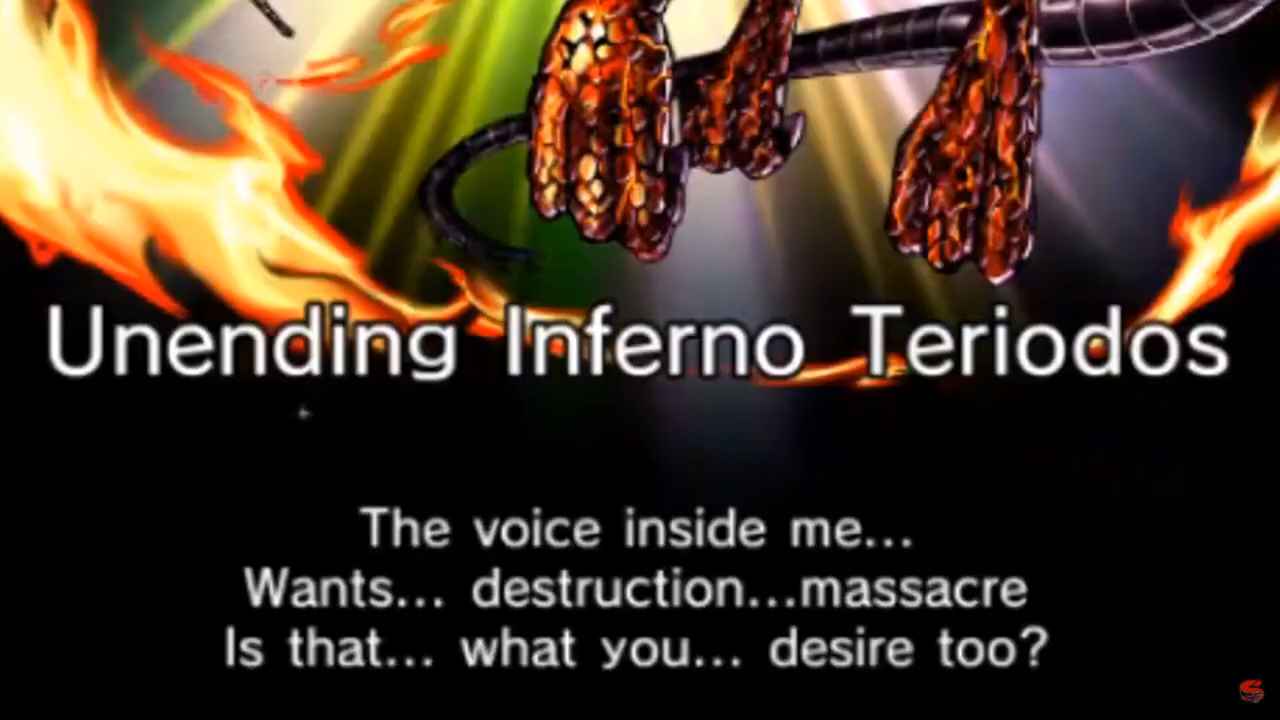 Unending Inferno Teriodos
The voice inside me...
Wants... destruction...massacre
Is that... what you... desire too?
S